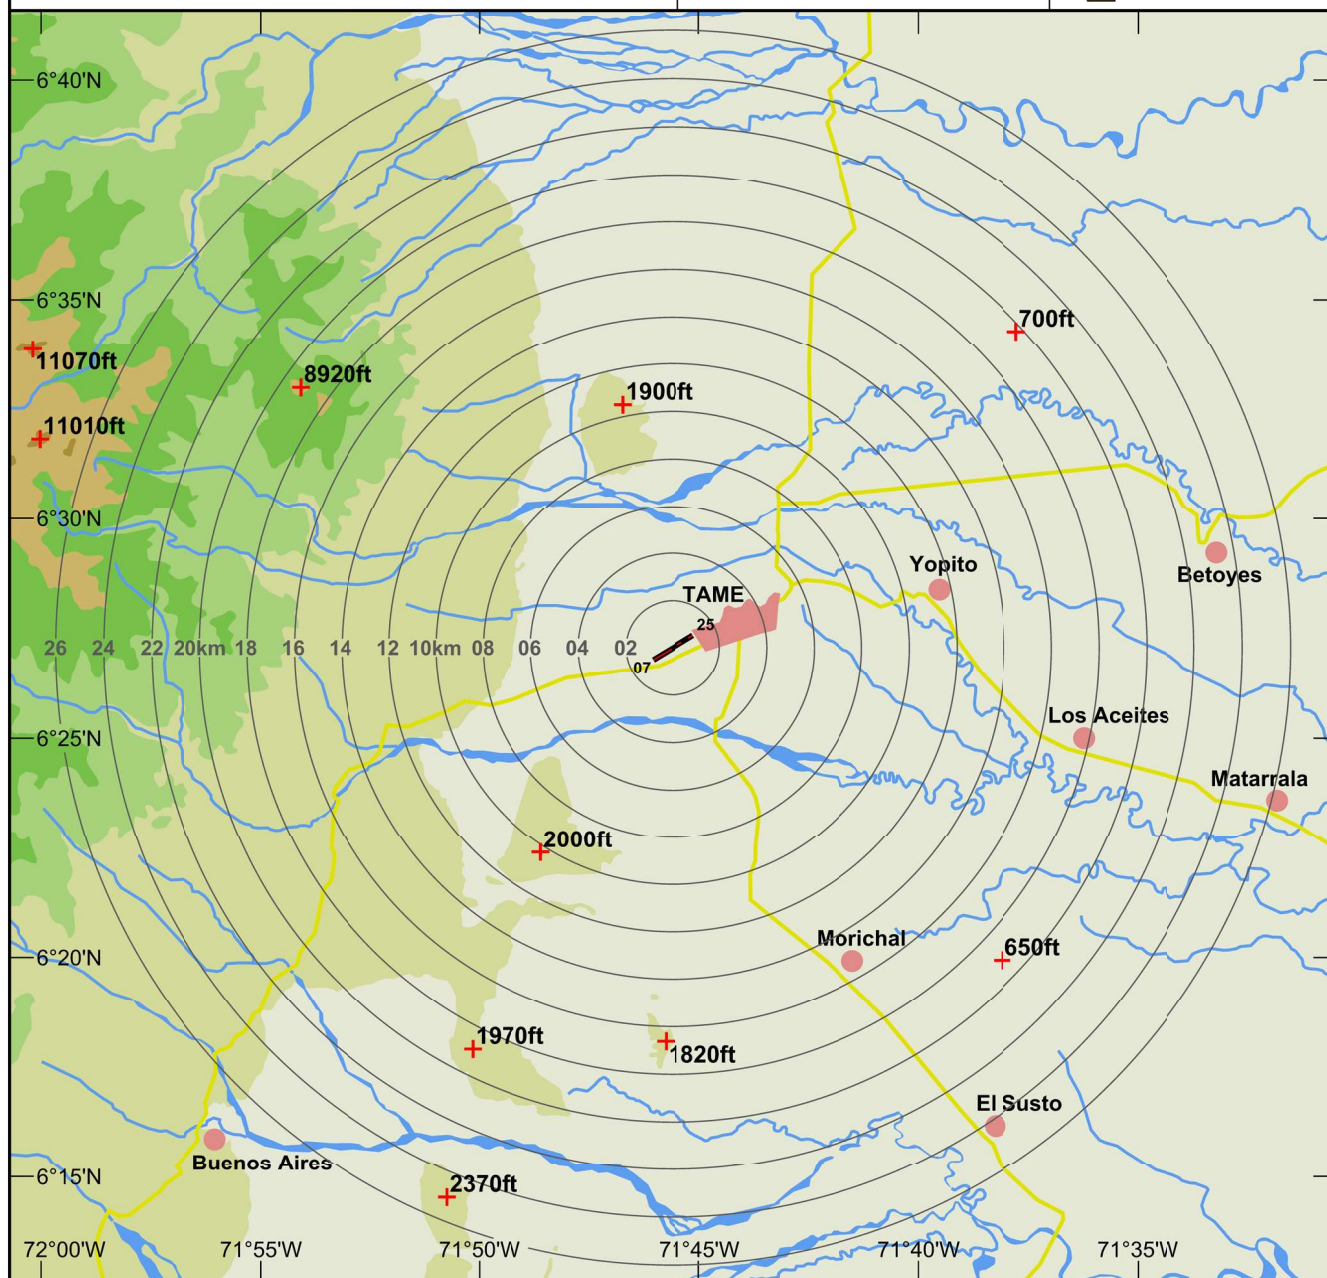 6°40'N
6°35'N
700ft
11070ft
8920ft
1900ft
11010ft
6°30'N
Yopito
Betoyes
TAME
25
26 24 22 20km 18 16 14 12 10km 08 06 04 02
07
Los Aceites
6°25'N
Matarrala
2000ft
Morichal
650ft
6°20'N
1970ft
1820ft
El Susto
Buenos Aires
6°15'N
2370ft
72°00'W 71°55'W 71°50'W 71°45'W 71°40'W 71°35'W